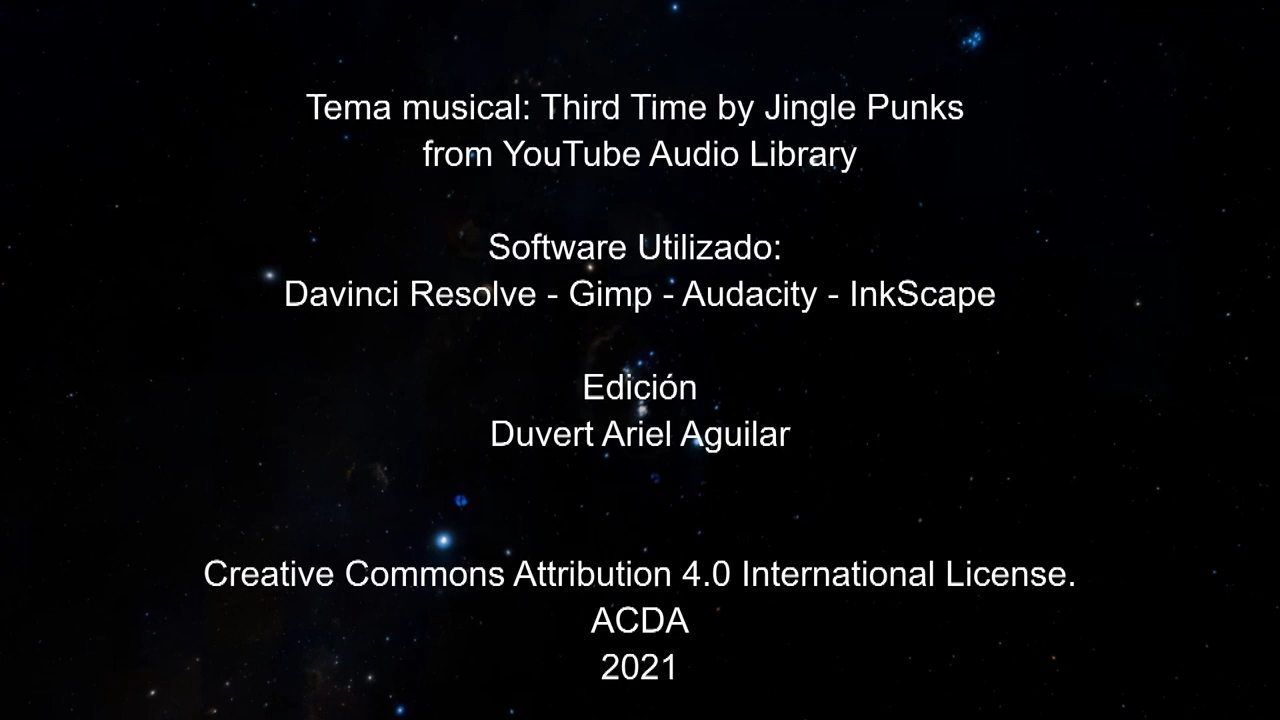 Tema musical: Third Time by Jingle Punks
from YouTube Audio Library
Software Utilizado:
Davinci Resolve - Gimp - Audacity - InkScape
Edición
Duvert Ariel Aguilar
Creative Commons Attribution 4.0 International License.
ACDA
2021